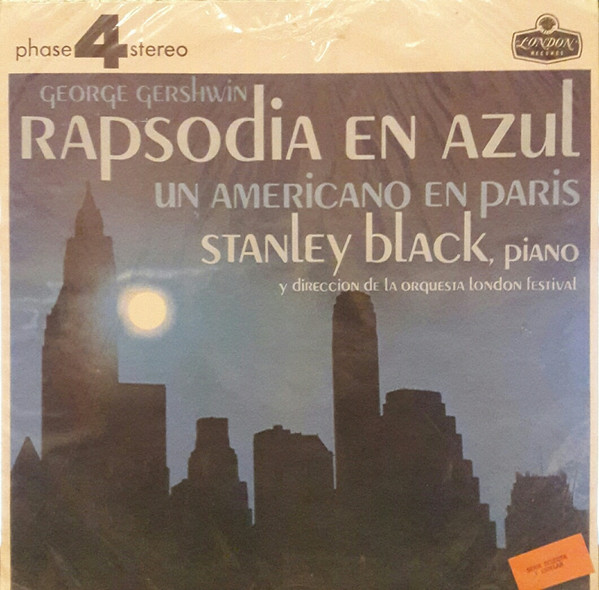 phase 4 stereo
LONDON
RECORDS
GEORGE GERSHWIN
RAPSODIA EN AZUL
UN AMERICANO EN PARIS
STANLEY BLACK, PIANO
y DIRECCION DE LA ORQUESTA LONDON FESTIVAL